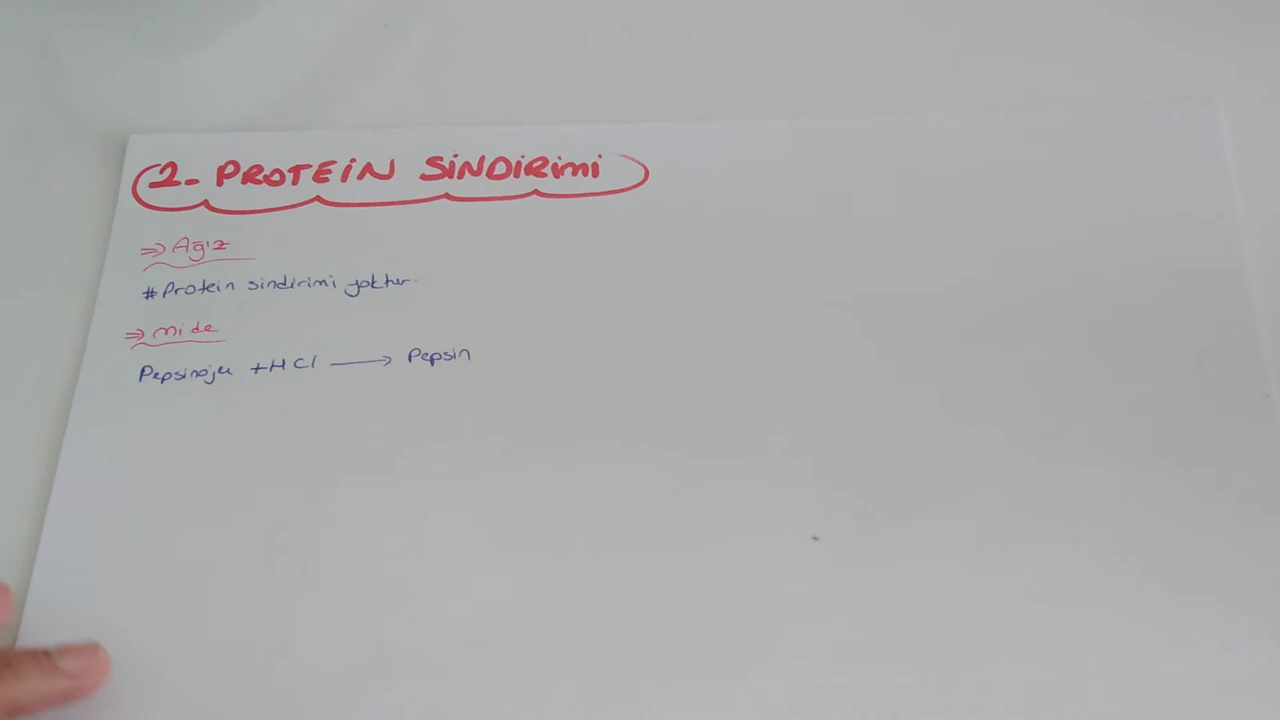 2- PROTEİN SİNDİRİMİ
⇒ Ağız
# Protein sindirimi yoktur.
⇒ mide
Pepsinojen + HCl ⟶ Pepsin